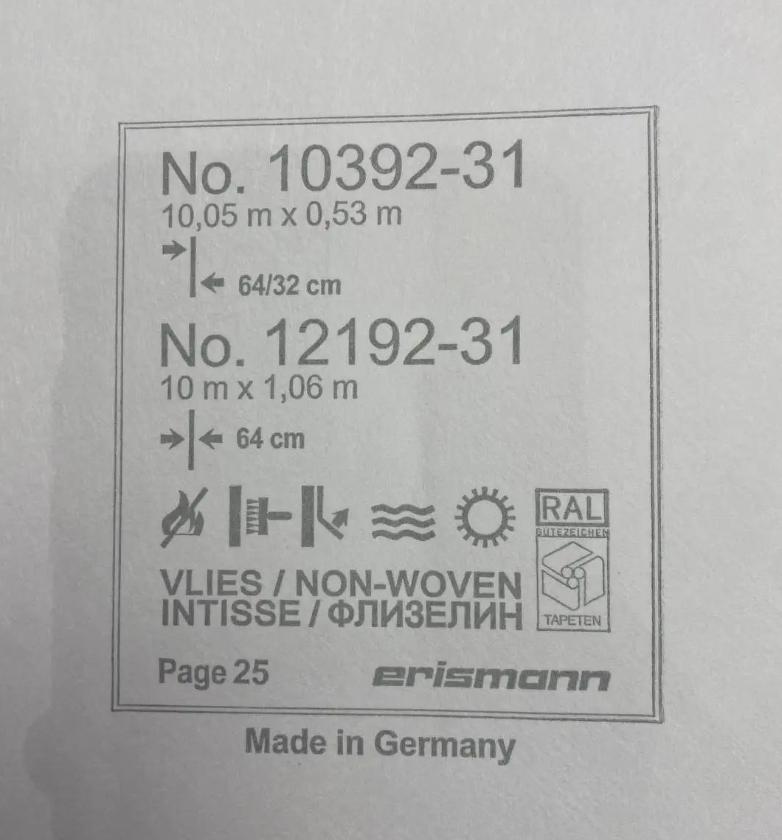 No. 10392-31
10,05 m x 0,53 m
64/32 cm
No. 12192-31
10 m x 1,06 m
64 cm
RAL
GÜTEZEICHEN
TAPETEN
VLIES / NON-WOVEN
INTISSE / ФЛИЗЕЛИН
Page 25
erismann
Made in Germany